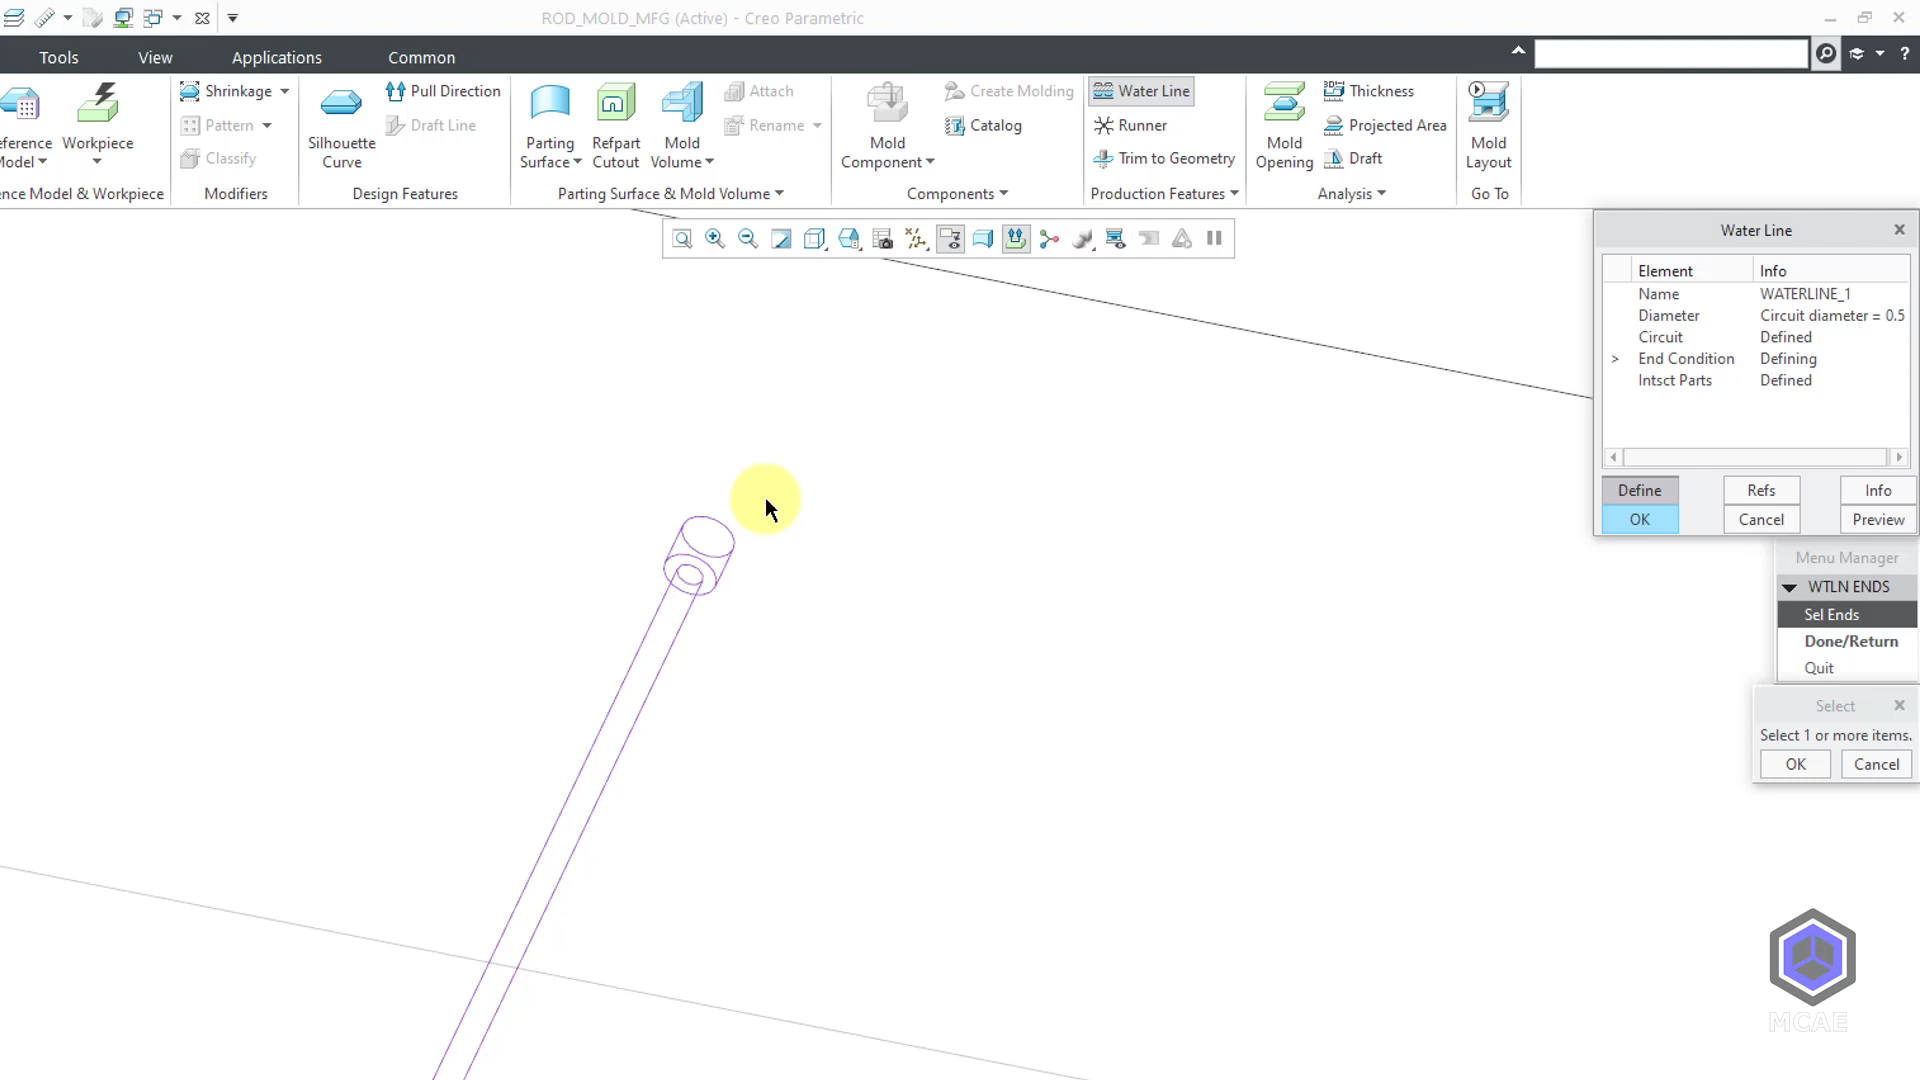 ROD_MOLD_MFG (Active) - Creo Parametric
Tools View Applications Common
ference Model Workpiece
Shrinkage
Pattern
Classify
Silhouette Curve
Pull Direction
Draft Line
Parting Surface
Refpart Cutout
Mold Volume
Attach
Rename
Mold Component
Create Molding
Catalog
Water Line
Runner
Trim to Geometry
Mold Opening
Thickness
Projected Area
Draft
Mold Layout
ence Model & Workpiece Modifiers Design Features Parting Surface & Mold Volume Components Production Features Analysis Go To
Water Line
Element Info
Name WATERLINE_1
Diameter Circuit diameter = 0.5
Circuit Defined
> End Condition Defining
Intsct Parts Defined
Define Refs Info
OK Cancel Preview
Menu Manager
WTLN ENDS
Sel Ends
Done/Return
Quit
Select
Select 1 or more items.
OK Cancel
MCAE